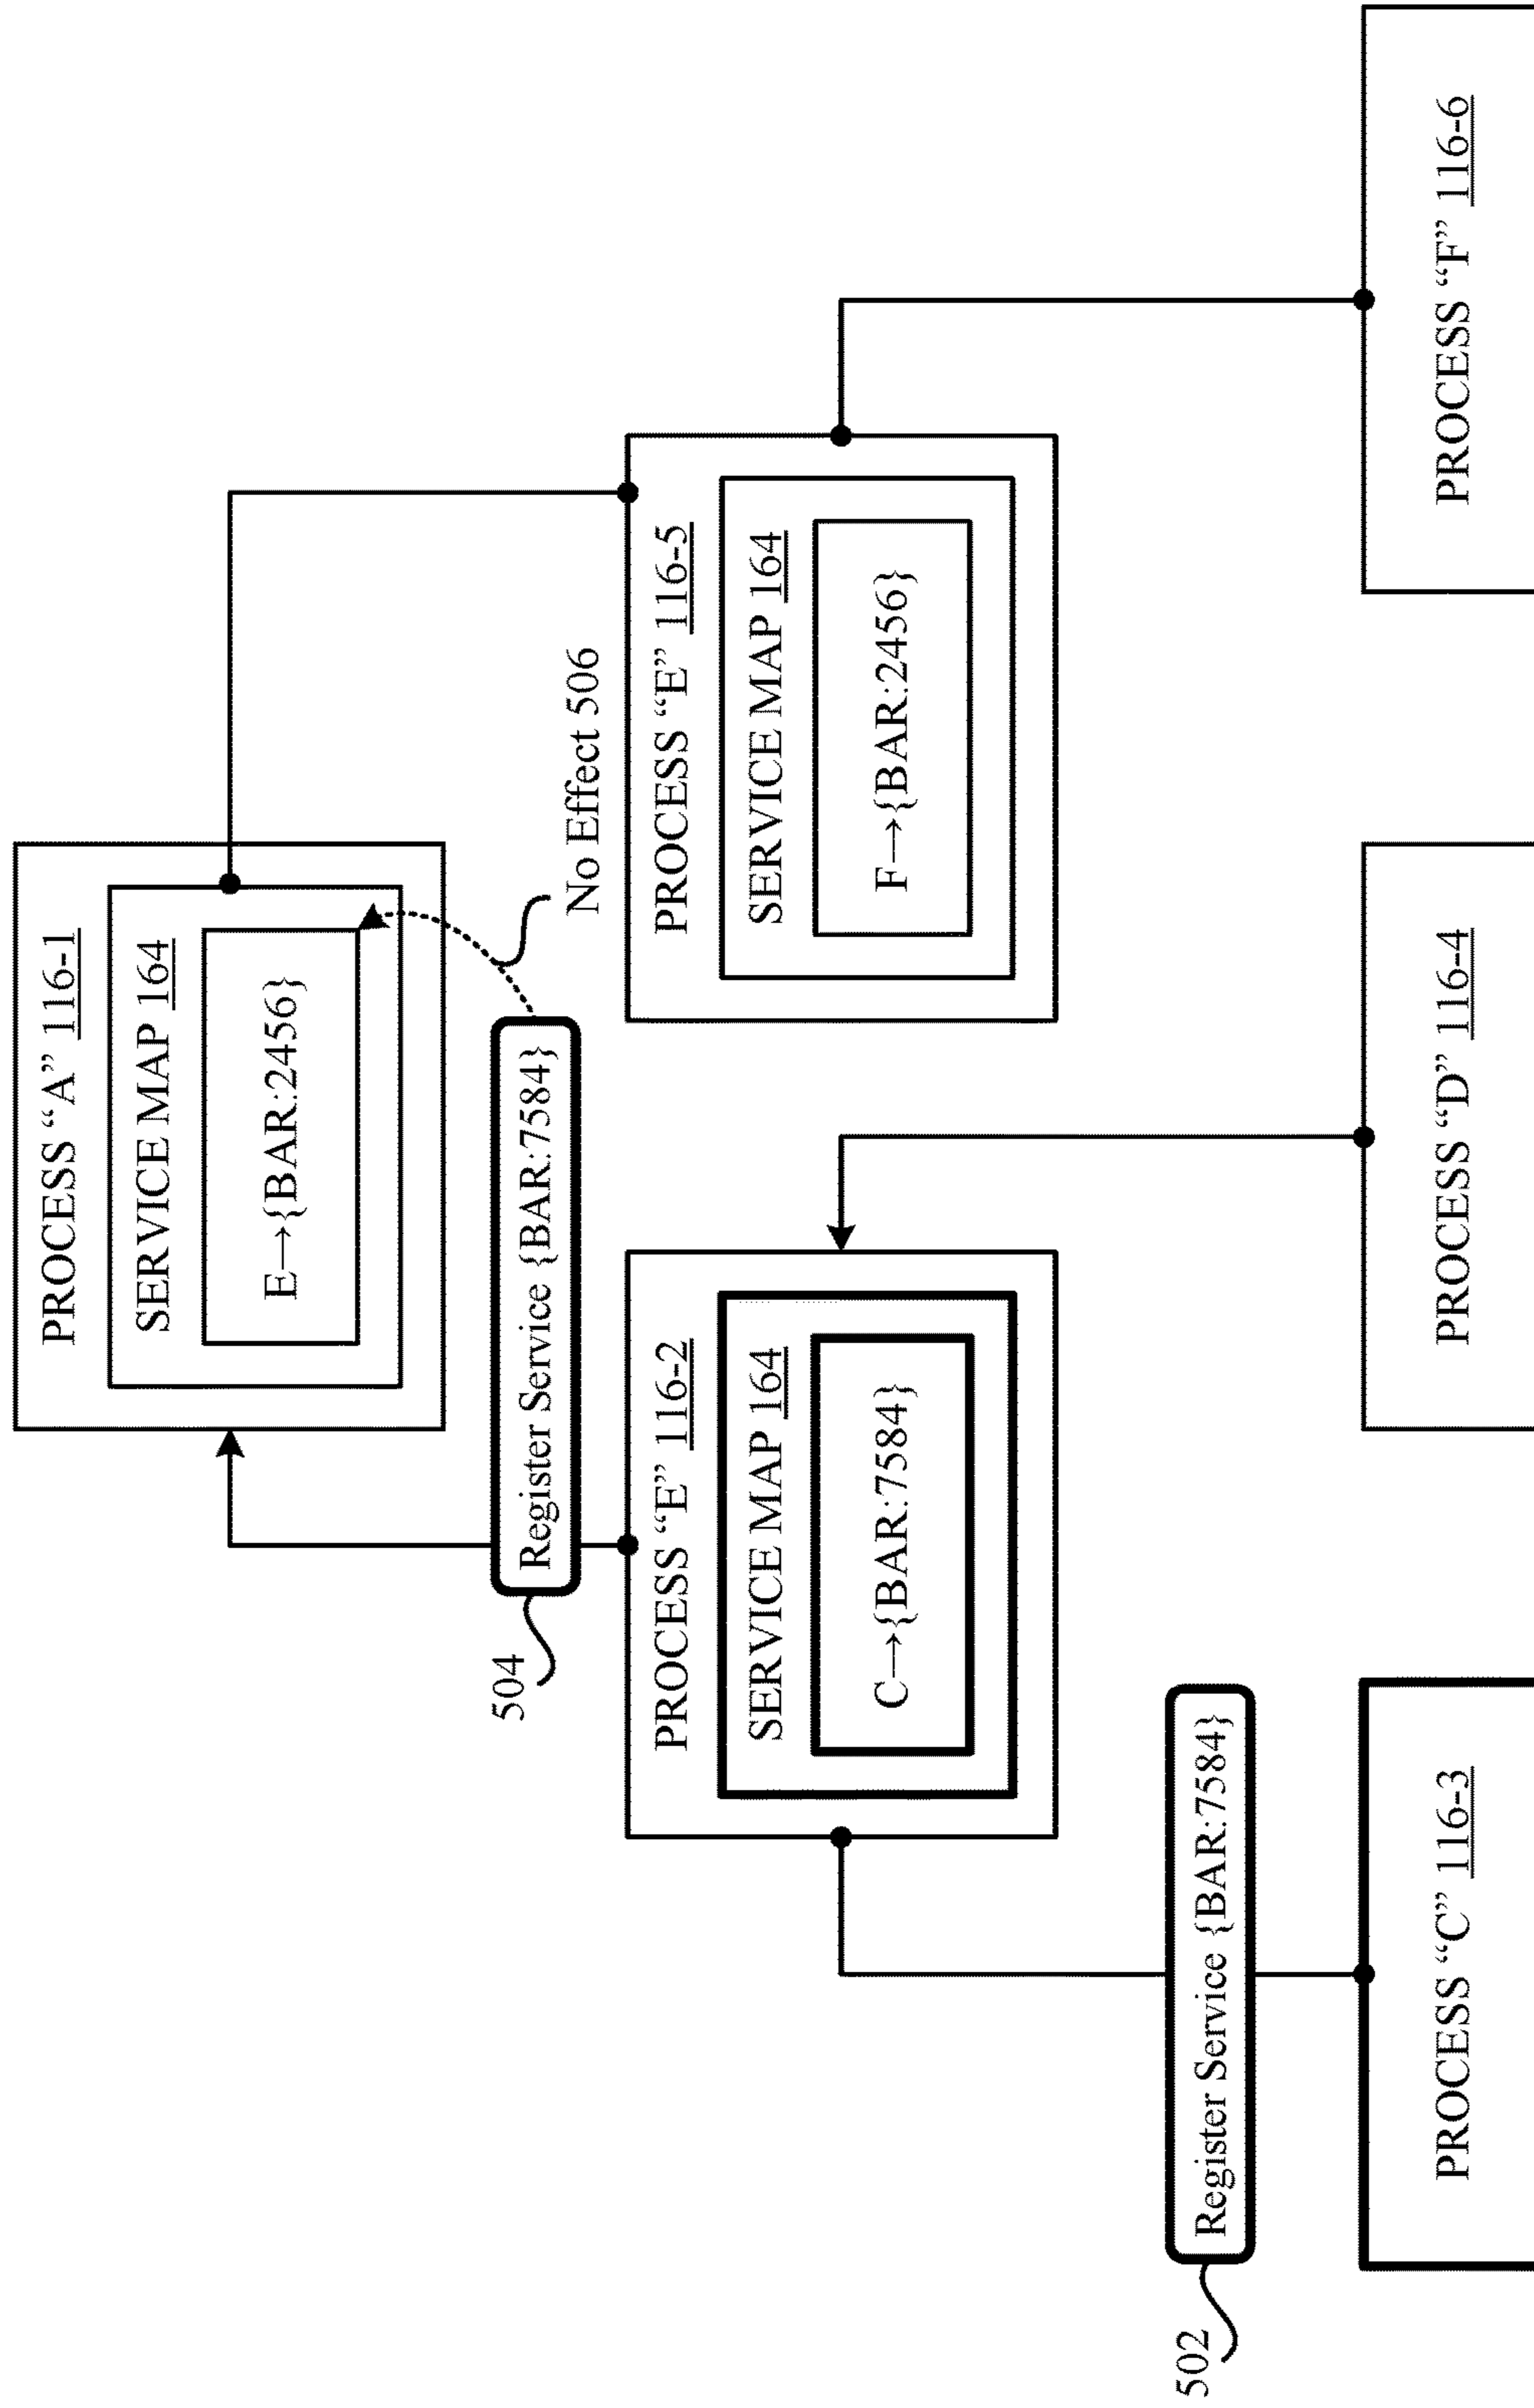 PROCESS “A” 116-1
SERVICE MAP 164
E→{BAR:2456}
504
Register Service {BAR:7584}
No Effect 506
PROCESS “E” 116-2
SERVICE MAP 164
C→{BAR:7584}
PROCESS “E” 116-5
SERVICE MAP 164
F→{BAR:2456}
502
Register Service {BAR:7584}
PROCESS “C” 116-3
PROCESS “D” 116-4
PROCESS “F” 116-6